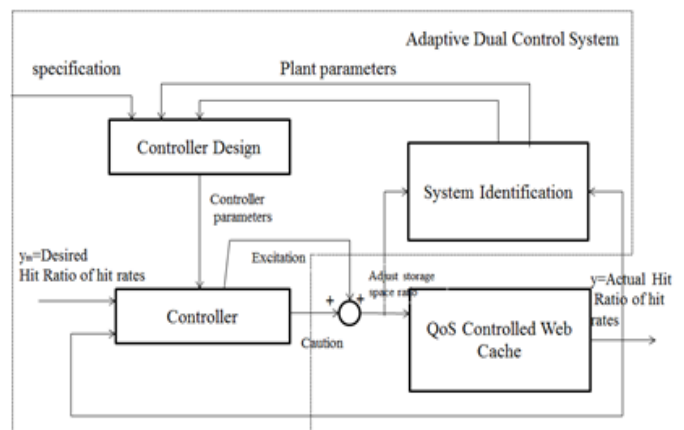 Adaptive Dual Control System
specification
Plant parameters
Controller Design
System Identification
Controller
parameters
yₘ=Desired
Hit Ratio of hit rates
Excitation
Adjust storage
space ratio
y=Actual Hit
Ratio of hit
rates
+
+
Controller
QoS Controlled Web
Cache
Caution